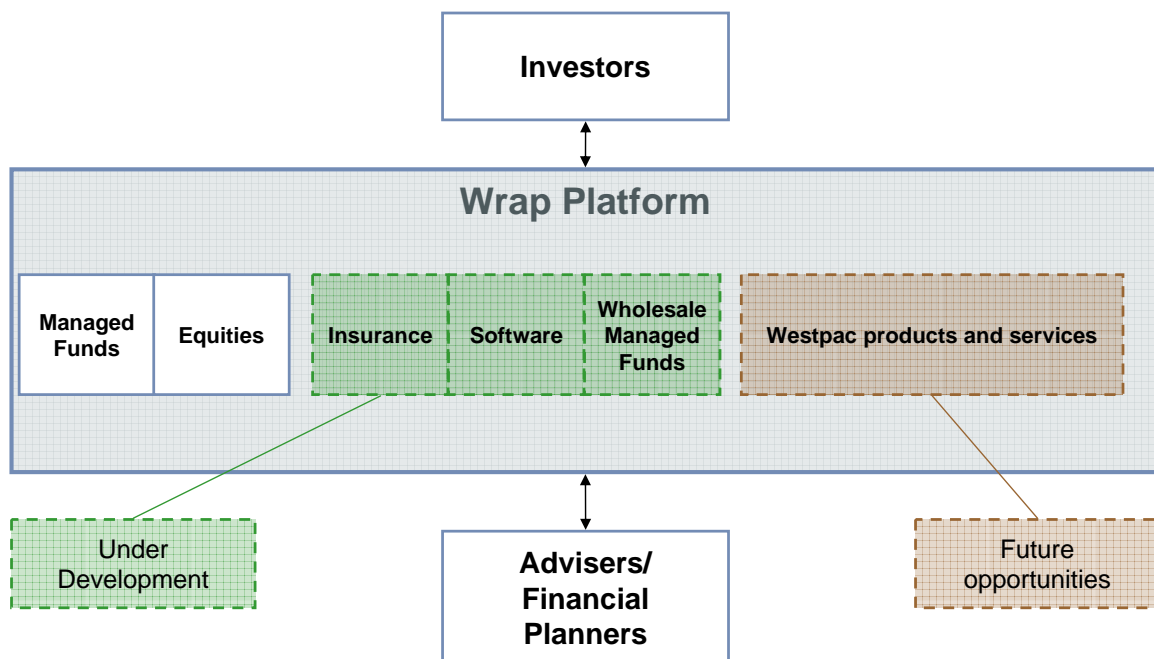 Investors
Wrap Platform
Managed
Funds
Equities
Insurance
Software
Wholesale
Managed
Funds
Westpac products and services
Under
Development
Future
opportunities
Advisers/
Financial
Planners